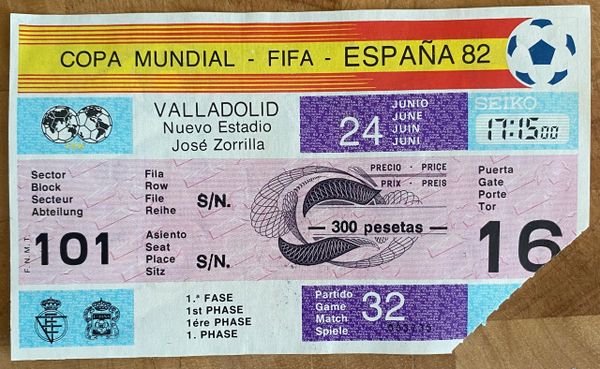 COPA MUNDIAL - FIFA - ESPAÑA 82
VALLADOLID
Nuevo Estadio
José Zorrilla
24
JUNIO
JUNE
JUIN
JUNI
SEIKO
17:15 00
Sector
Block
Secteur
Abteilung
Fila
Row
File
Reihe
S/N.
PRECIO - PRICE
PRIX - PREIS
Puerta
Gate
Porte
Tor
F.N.M.T.
101
Asiento
Seat
Place
Sitz
S/N.
300 pesetas
16
1.ª FASE
1st PHASE
1ére PHASE
1. PHASE
Partido
Game
Match
Spiele
32